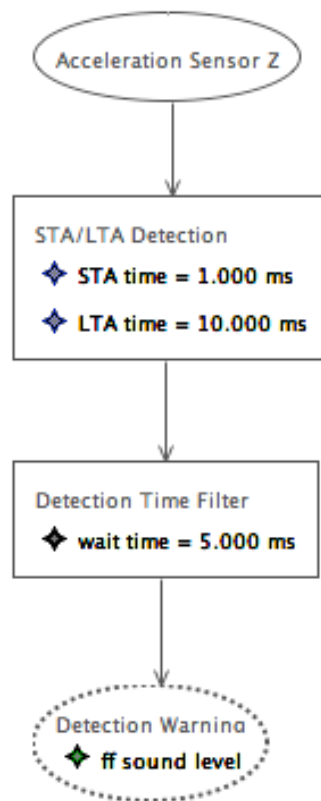 Acceleration Sensor Z
STA/LTA Detection
STA time = 1.000 ms
LTA time = 10.000 ms
Detection Time Filter
wait time = 5.000 ms
Detection Warning
ff sound level